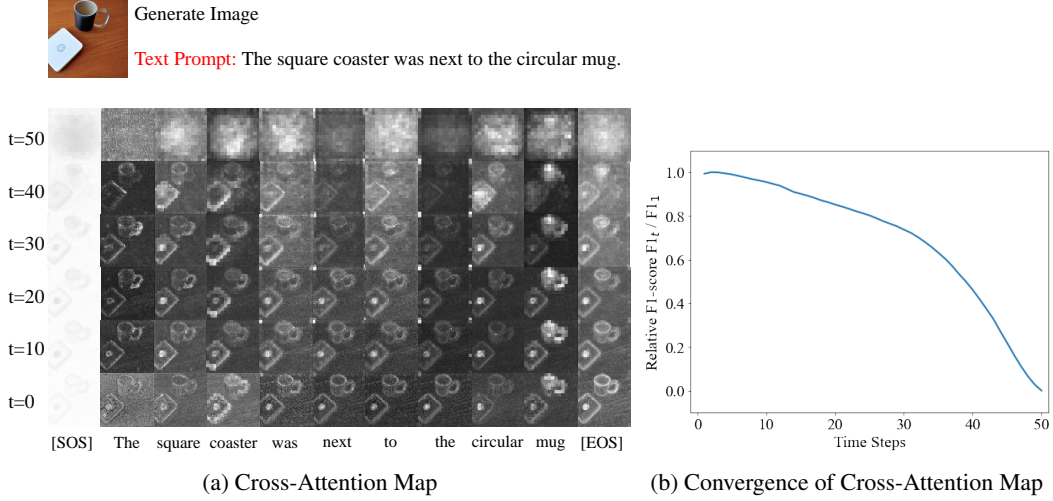 Generate Image
Text Prompt: The square coaster was next to the circular mug.
t=50
t=40
t=30
t=20
t=10
t=0
[SOS] The square coaster was next to the circular mug [EOS]
(a) Cross-Attention Map
Relative F1-score F1t / F11
1.0
0.8
0.6
0.4
0.2
0.0
0 10 20 30 40 50
Time Steps
(b) Convergence of Cross-Attention Map